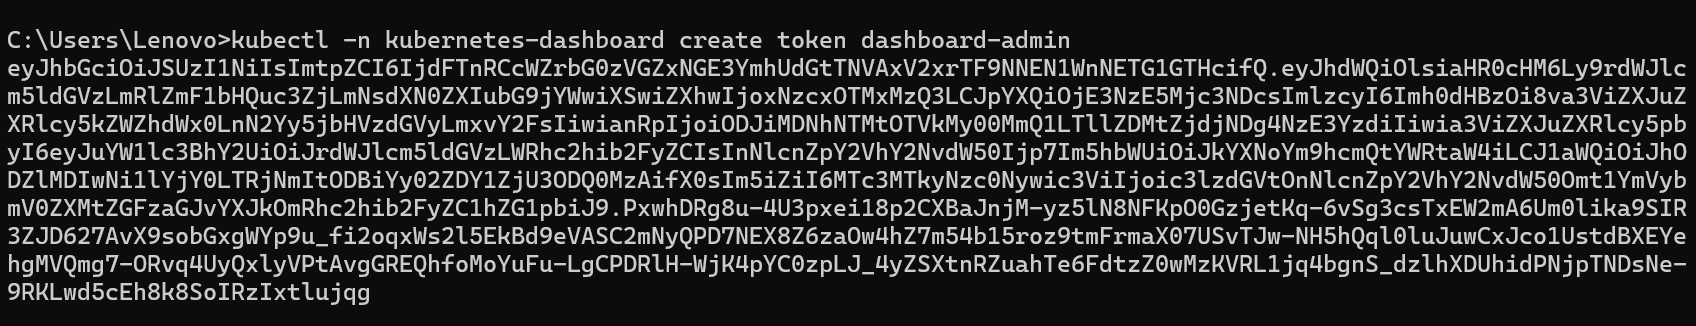 C:\Users\Lenovo>kubectl -n kubernetes-dashboard create token dashboard-admin
eyJhbGciOiJSUzI1NiIsImtpZCI6IjdFTnRCcWZrbG0zVGZxNGE3YmhUdGtTNVAxV2xrTF9NNEN1WnNETG1GTHcifQ.eyJhdWQiOlsiaHR0cHM6Ly9rdWJlc
m5ldGVzLmRlZmF1bHQuc3ZjLmNsdXN0ZXIubG9jYWwiXSwiZXhwIjoxNzcxOTMxMzQ3LCJpYXQiOjE3NzE5Mjc3NDcsImlzcyI6Imh0dHBzOi8va3ViZXJuZ
XRlcy5kZWZhdWx0LnN2Yy5jbHVzdGVyLmxvY2FsIiwianRpIjoiODJiMDNhNTMtOTVkMy00MmQ1LTllZDMtZjdjNDg4NzE3YzdiIiwia3ViZXJuZXRlcy5pb
yI6eyJuYW1lc3BhY2UiOiJrdWJlcm5ldGVzLWRhc2hib2FyZCIsInNlcnZpY2VhY2NvdW50Ijp7Im5hbWUiOiJkYXNoYm9hcmQtYWRtaW4iLCJ1aWQiOiJhO
DZlMDIwNi1lYjY0LTRjNmItODBiYy02ZDY1ZjU3ODQ0MzAifX0sIm5iZiI6MTc3MTkyNzc0Nywic3ViIjoic3lzdGVtOnNlcnZpY2VhY2NvdW50Omt1YmVyb
mV0ZXMtZGFzaGJvYXJkOmRhc2hib2FyZC1hZG1pbiJ9.PxwhDRg8u-4U3pxei18p2CXBaJnjM-yz5lN8NFKpO0GzjetKq-6vSg3csTxEW2mA6Um0lika9SIR
3ZJD627AvX9sobGxgWYp9u_fi2oqxWs2l5EkBd9eVASC2mNyQPD7NEX8Z6zaOw4hZ7m54b15roz9tmFrmaX07USvTJw-NH5hQql0luJuwCxJco1UstdBXEYe
hgMVQmg7-ORvq4UyQxlyVPtAvgGREQhfoMoYuFu-LgCPDRlH-WjK4pYC0zpLJ_4yZSXtnRZuahTe6FdtzZ0wMzKVRL1jq4bgnS_dzlhXDUhidPNjpTNDsNe-
9RKLwd5cEh8k8SoIRzIxtlujqg